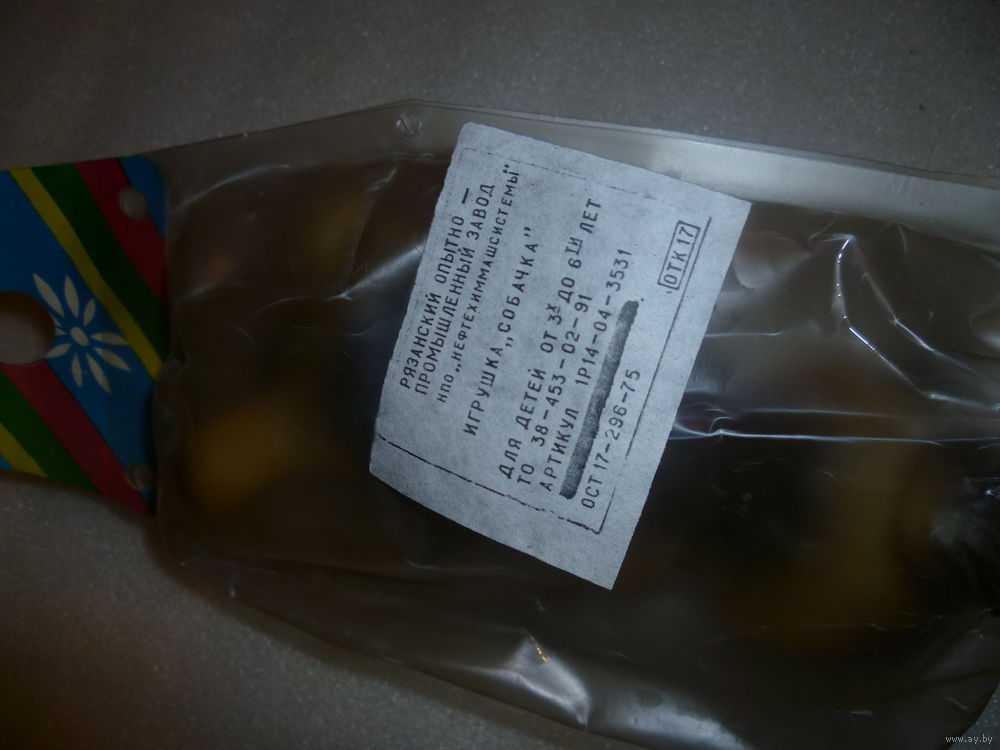 РЯЗАНСКИЙ ОПЫТНО —
ПРОМЫШЛЕННЫЙ ЗАВОД
НПО „НЕФТЕХИММАШСИСТЕМЫ"
ИГРУШКА „СОБАЧКА"
ДЛЯ ДЕТЕЙ ОТ 3Х ДО 6ТИ ЛЕТ
ТО 38-453-02-91
АРТИКУЛ 1Р14-04-3531
ОСТ 17-296-75
ОТК 17
www.ay.by